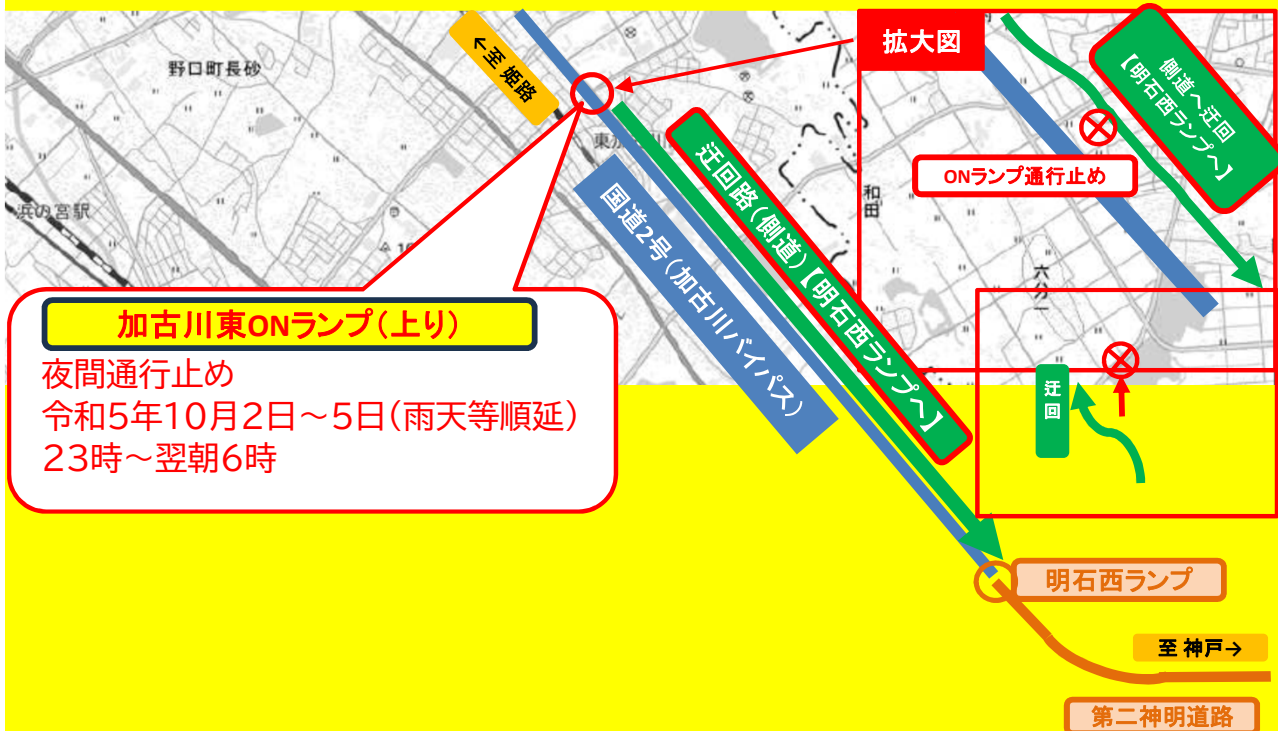 野口町長砂
←至 姫路
拡大図
側道へ迂回
【明石西ランプへ】
ONランプ通行止め
和田
六分一
浜の宮駅
迂回路(側道)【明石西ランプへ】
国道2号(加古川バイパス)
加古川東ONランプ(上り)
夜間通行止め
令和5年10月2日~5日(雨天等順延)
23時~翌朝6時
迂回
明石西ランプ
至 神戸→
第二神明道路